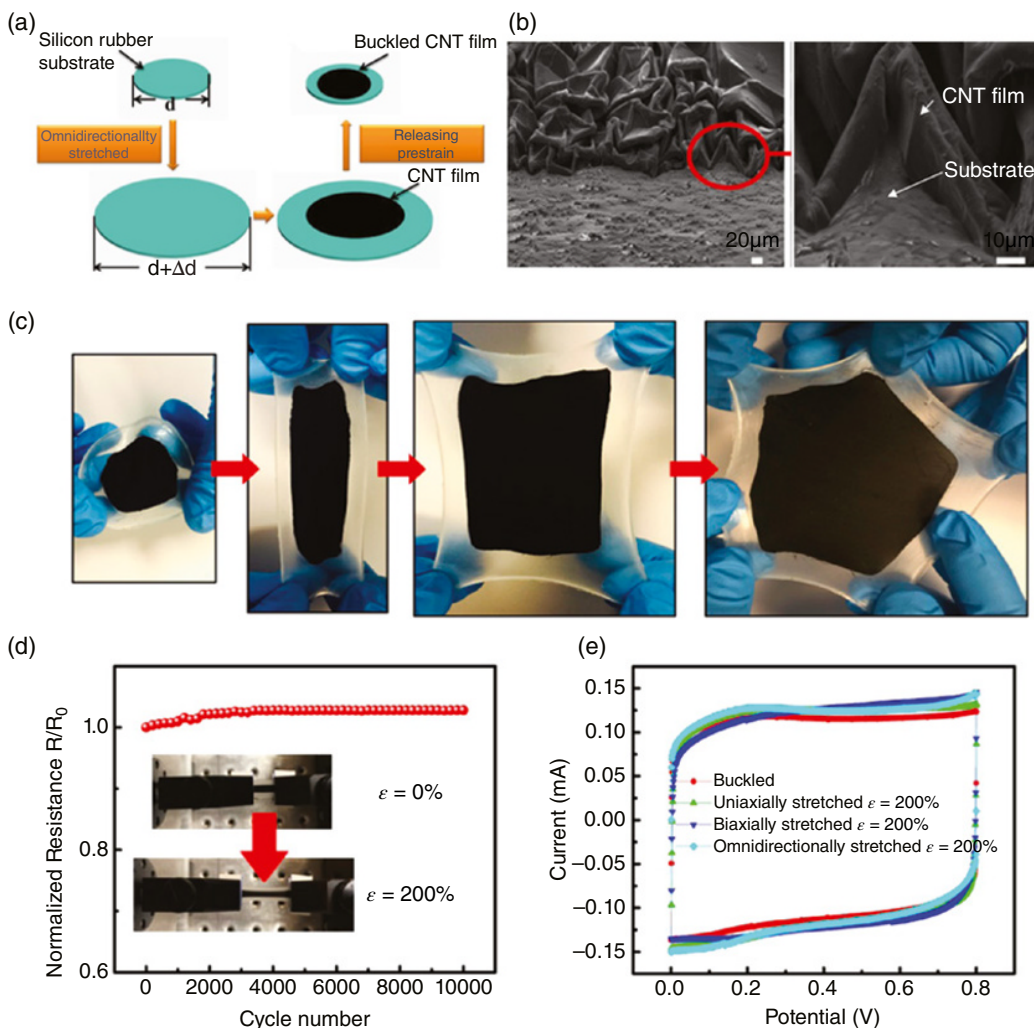 (a)
Silicon rubber
substrate
d
Omnidirectionally
stretched
d+Δd
Buckled CNT film
Releasing
prestrain
CNT film
(b)
20μm
CNT film
Substrate
10μm
(c)
(d)
Normalized Resistance R/R₀
1.0
0.8
0.6
ε = 0%
ε = 200%
0 2000 4000 6000 8000 10000
Cycle number
(e)
Current (mA)
0.15
0.10
0.05
0.00
−0.05
−0.10
−0.15
Buckled
Uniaxially stretched ε = 200%
Biaxially stretched ε = 200%
Omnidirectionally stretched ε = 200%
0.0 0.2 0.4 0.6 0.8
Potential (V)